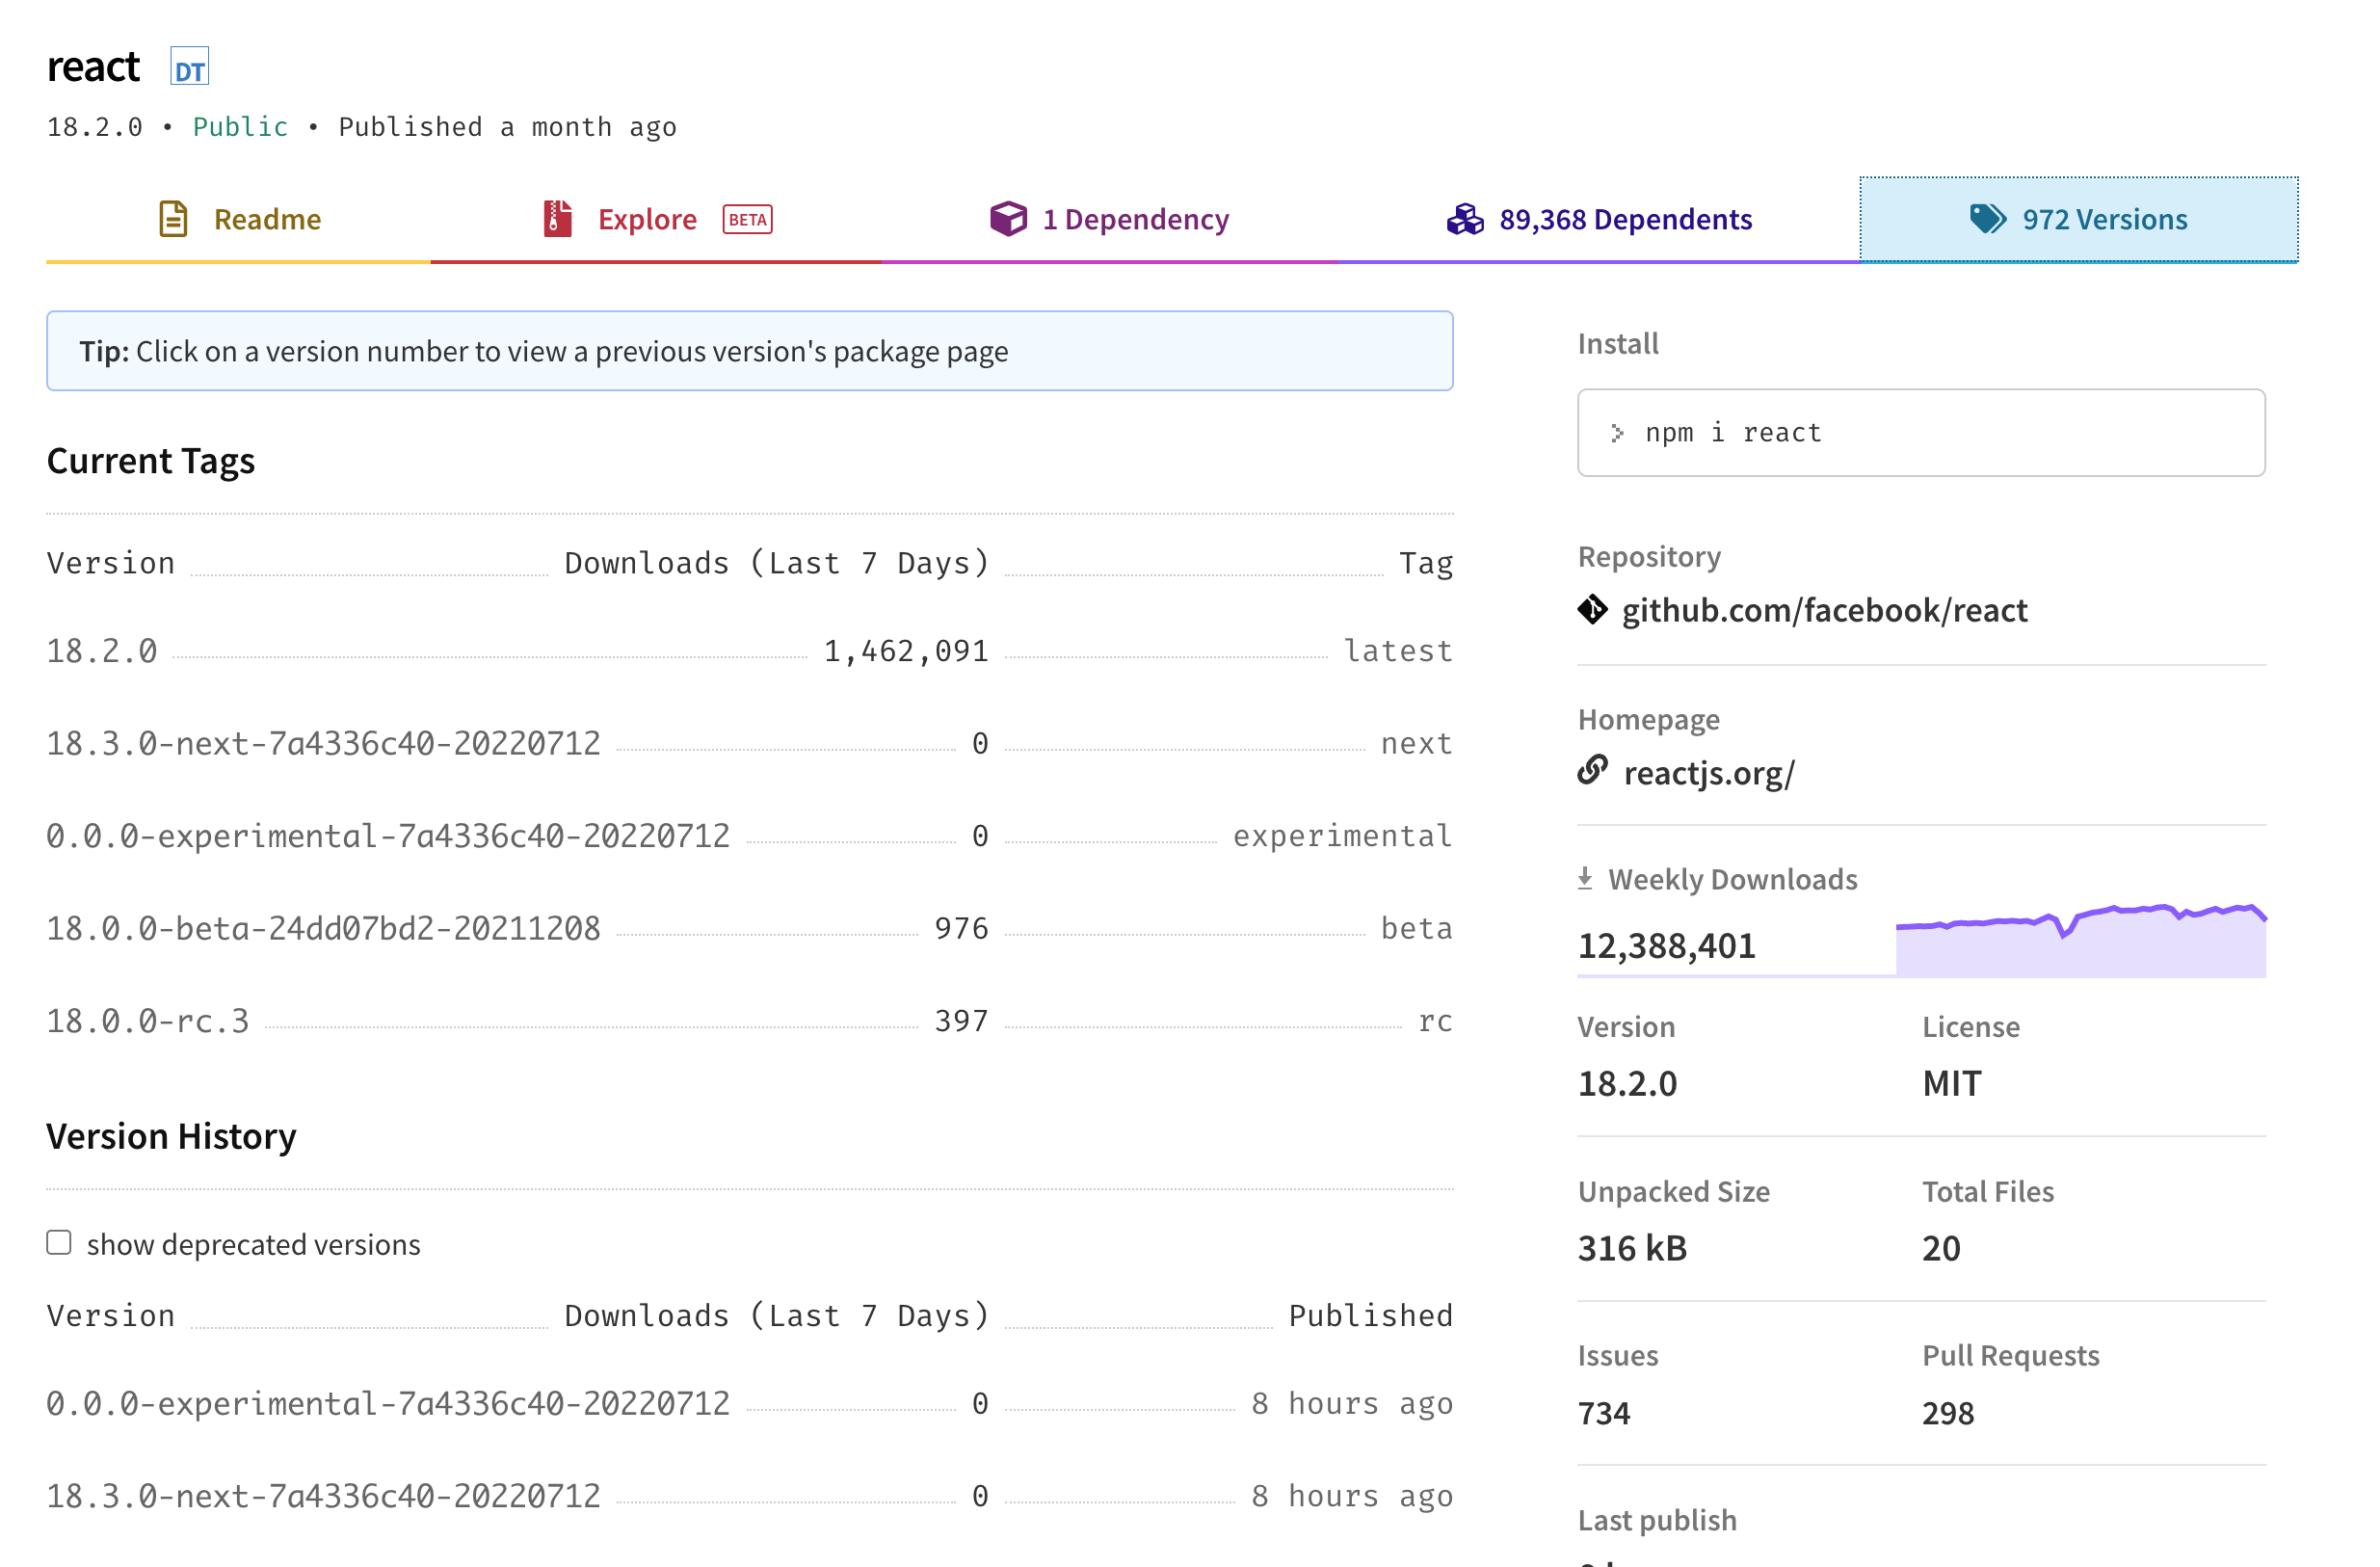 react DT
18.2.0 • Public • Published a month ago
Readme
Explore BETA
1 Dependency
89,368 Dependents
972 Versions
Tip: Click on a version number to view a previous version's package page
Current Tags
Version Downloads (Last 7 Days) Tag
18.2.0 1,462,091 latest
18.3.0-next-7a4336c40-20220712 0 next
0.0.0-experimental-7a4336c40-20220712 0 experimental
18.0.0-beta-24dd07bd2-20211208 976 beta
18.0.0-rc.3 397 rc
Version History
show deprecated versions
Version Downloads (Last 7 Days) Published
0.0.0-experimental-7a4336c40-20220712 0 8 hours ago
18.3.0-next-7a4336c40-20220712 0 8 hours ago
Install
> npm i react
Repository
github.com/facebook/react
Homepage
reactjs.org/
Weekly Downloads
12,388,401
Version License
18.2.0 MIT
Unpacked Size Total Files
316 kB 20
Issues Pull Requests
734 298
Last publish